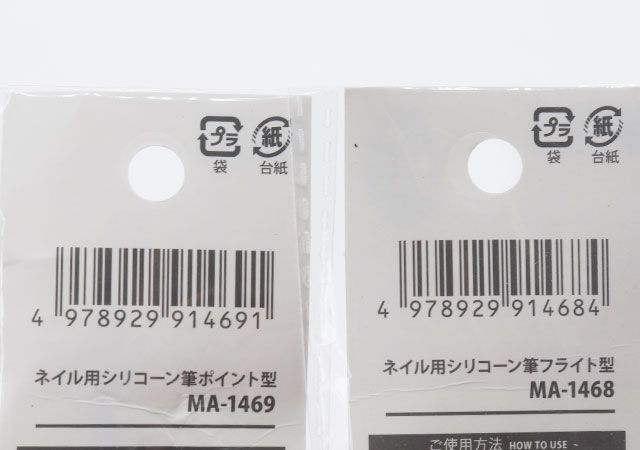 プラ 紙
袋 台紙
4 978929 914691
ネイル用シリコーン筆ポイント型
MA-1469
プラ 紙
袋 台紙
4 978929 914684
ネイル用シリコーン筆フライト型
MA-1468
ご使用方法 HOW TO USE ~